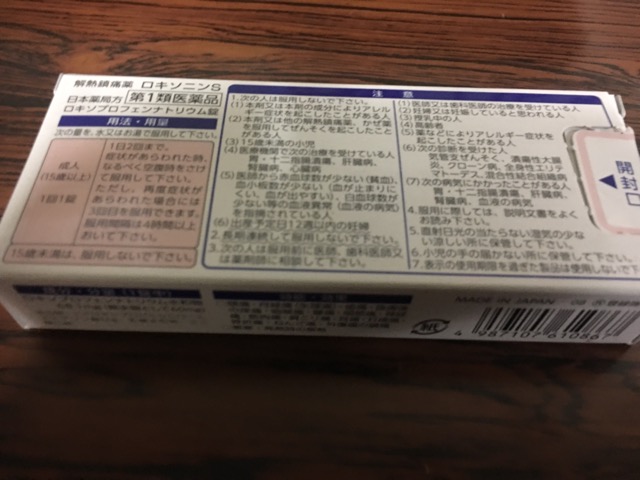 解熱鎮痛薬 ロキソニンS
日本薬局方 第1類医薬品
ロキソプロフェンナトリウム錠
用法・用量
次の量を、水又はお湯で服用して下さい。
成人
(15歳以上)
1回1錠
1日2回まで。
症状があらわれた時、
なるべく空腹時をさけ
て服用して下さい。
ただし、再度症状が
あらわれた場合には
3回目を服用できます。
服用間隔は4時間以上
おいて下さい。
15歳未満は、服用しないで下さい。
注意
1. 次の人は服用しないで下さい。
(1)本剤又は本剤の成分によりアレル
ギー症状を起こしたことがある人
(2)本剤又は他の解熱鎮痛薬、かぜ薬
を服用してぜんそくを起こしたこと
がある人
(3)15歳未満の小児
(4)医療機関で次の治療を受けている人
胃・十二指腸潰瘍、肝臓病、
腎臓病、心臓病
(5)医師から赤血球数が少ない(貧血)、
血小板数が少ない(血が止まりに
くい、血が出やすい)、白血球数が
少ない等の血液異常(血液の病気)
を指摘されている人
(6)出産予定日12週以内の妊婦
2. 長期連続して服用しないで下さい。
3. 次の人は服用前に医師、歯科医師又
は薬剤師に相談して下さい。
(1)医師又は歯科医師の治療を受けている人
(2)妊婦又は妊娠していると思われる人
(3)授乳中の人
(4)高齢者
(5)薬などによりアレルギー症状を
起こしたことがある人
(6)次の診断を受けた人
気管支ぜんそく、潰瘍性大腸
炎、クローン病、全身性エリテ
マトーデス、混合性結合組織病
(7)次の病気にかかったことがある人
胃・十二指腸潰瘍、肝臓病、
腎臓病、血液の病気
4. 服用に際しては、説明文書をよく
お読み下さい。
5. 直射日光の当たらない湿気の少な
い涼しい所に保管して下さい。
6. 小児の手の届かない所に保管して下さい。
7. 表示の使用期限を過ぎた製品は使用しないで下
開封口
成分・分量(1錠中)
効能・効果
MADE IN JAPAN
紙
4 987107 61086